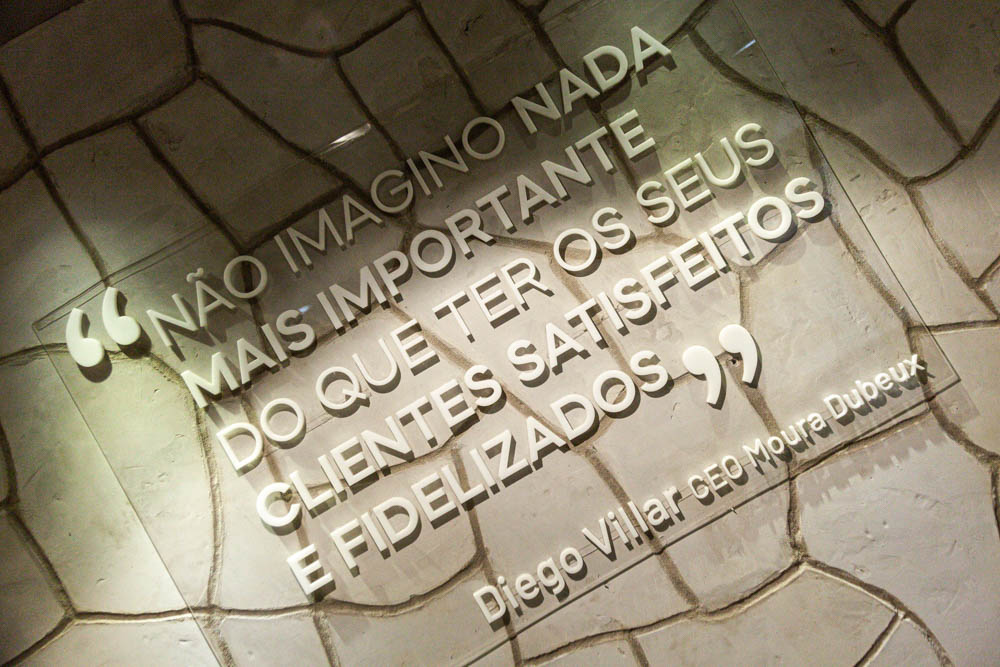 “NÃO IMAGINO NADA
MAIS IMPORTANTE
DO QUE TER OS SEUS
CLIENTES SATISFEITOS
E FIDELIZADOS”
Diego Villar CEO Moura Dubeux